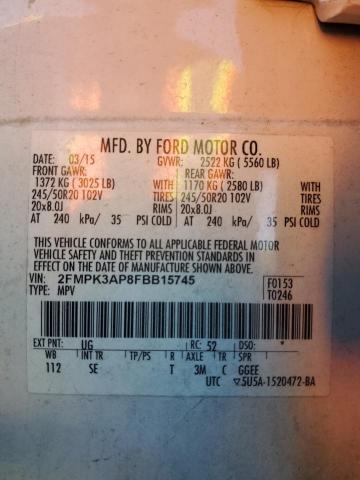 MFD. BY FORD MOTOR CO.
DATE: 03/15 GVWR: 2522 KG ( 5560 LB)
FRONT GAWR: REAR GAWR:
1372 KG ( 3025 LB) WITH 1170 KG ( 2580 LB) WITH
245/50R20 102V TIRES 245/50R20 102V TIRES
20x8.0J RIMS 20x8.0J RIMS
AT 240 kPa/ 35 PSI COLD AT 240 kPa/ 35 PSI COLD
THIS VEHICLE CONFORMS TO ALL APPLICABLE FEDERAL MOTOR
VEHICLE SAFETY AND THEFT PREVENTION STANDARDS IN EFFECT ON
THE DATE OF MANUFACTURE SHOWN ABOVE.
VIN: 2FMPK3AP8FBB15745 F0153
TYPE: MPV T0246
EXT PNT: UG RC: 52 DSO:
WB INT TR TP/PS R AXLE TR SPR
112 SE T 3M C GGEE
UTC ▽5U5A-1520472-BA